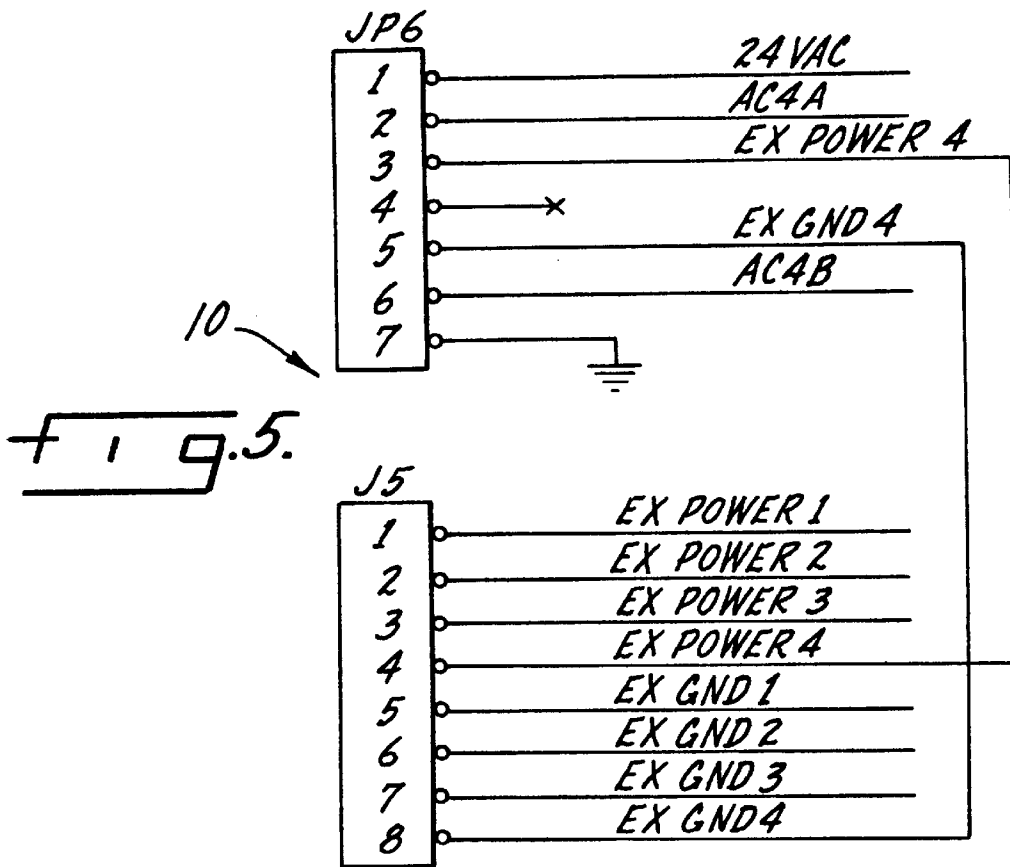 JP6
1 24VAC
2 AC4A
3 EX POWER 4
4
5 EX GND 4
6 AC4B
7
10
fig.5.
J5
1 EX POWER 1
2 EX POWER 2
3 EX POWER 3
4 EX POWER 4
5 EX GND 1
6 EX GND 2
7 EX GND 3
8 EX GND4